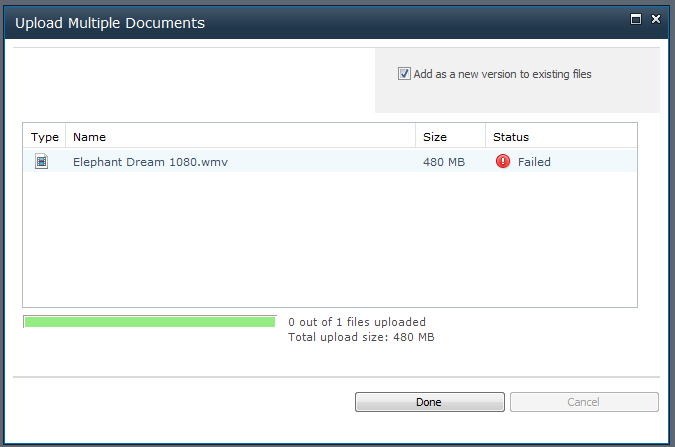 Upload Multiple Documents
Add as a new version to existing files
Type Name Size Status
Elephant Dream 1080.wmv 480 MB Failed
0 out of 1 files uploaded
Total upload size: 480 MB
Done Cancel